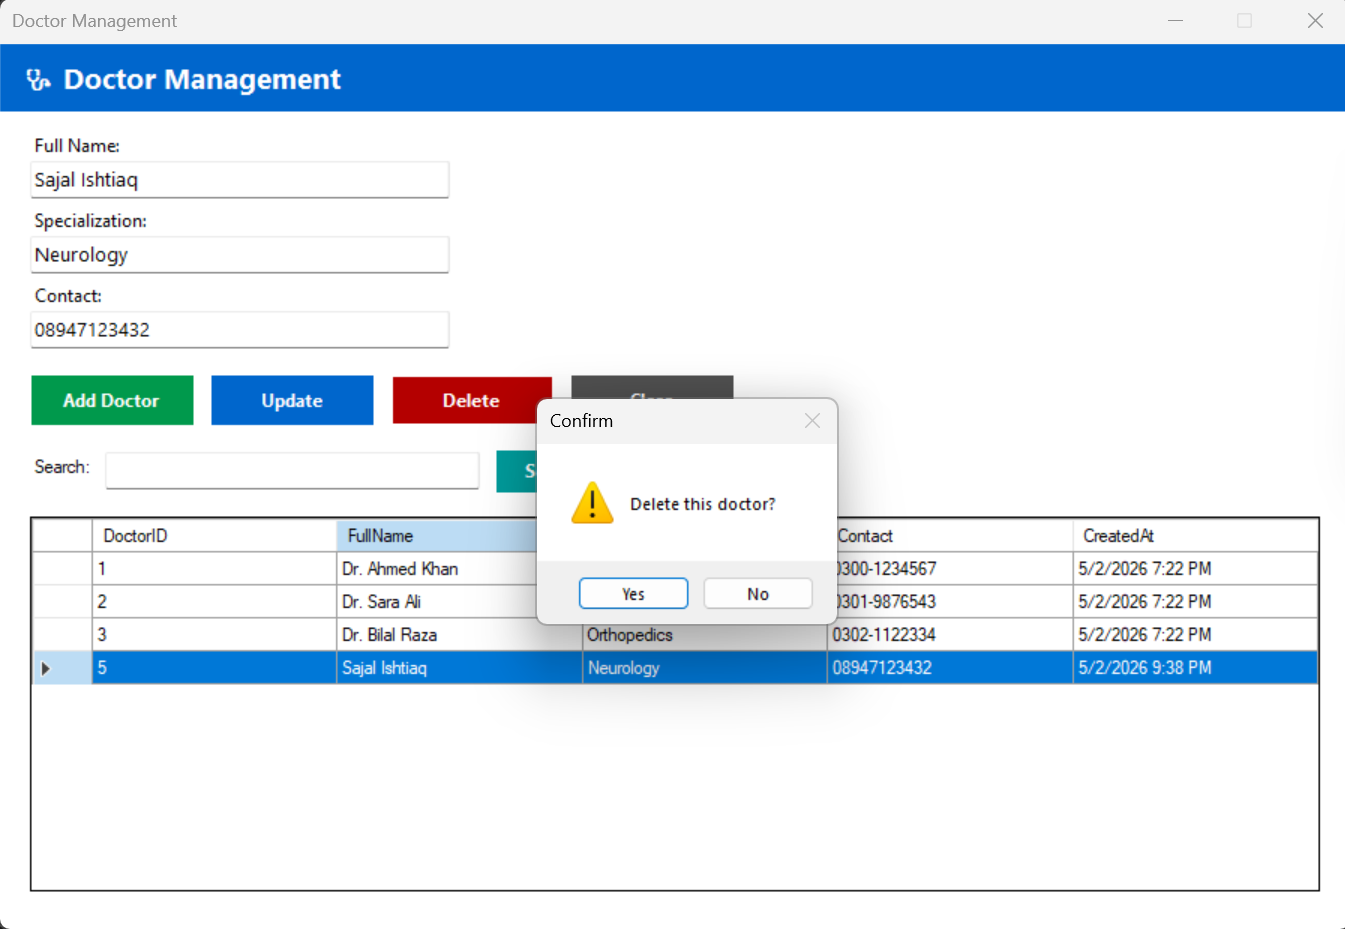 Doctor Management
Doctor Management
Full Name:
Sajal Ishtiaq
Specialization:
Neurology
Contact:
08947123432
Add Doctor Update Delete
Confirm
Search:
Delete this doctor?
Yes No
DoctorID FullName Contact CreatedAt
1 Dr. Ahmed Khan 0300-1234567 5/2/2026 7:22 PM
2 Dr. Sara Ali 0301-9876543 5/2/2026 7:22 PM
3 Dr. Bilal Raza Orthopedics 0302-1122334 5/2/2026 7:22 PM
5 Sajal Ishtiaq Neurology 08947123432 5/2/2026 9:38 PM